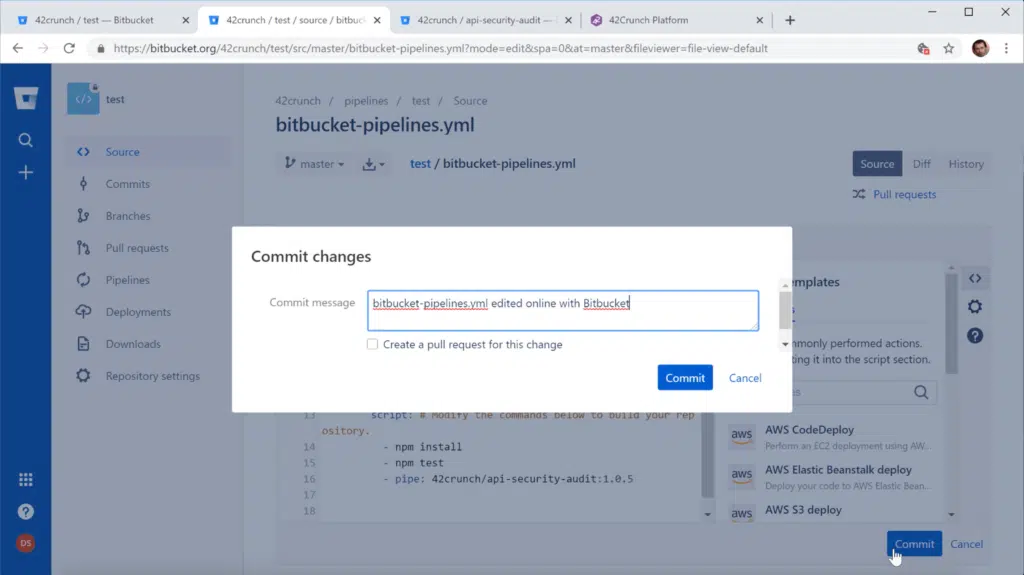 42crunch / test — Bitbucket
42crunch / test / source / bitbuc
42crunch / api-security-audit —
42Crunch Platform
https://bitbucket.org/42crunch/test/src/master/bitbucket-pipelines.yml?mode=edit&spa=0&at=master&fileviewer=file-view-default
test
Source
Commits
Branches
Pull requests
Pipelines
Deployments
Downloads
Repository settings
DS
42crunch / pipelines / test / Source
bitbucket-pipelines.yml
master
test / bitbucket-pipelines.yml
Source Diff History
Pull requests
Commit changes
Commit message
bitbucket-pipelines.yml edited online with Bitbucket
Create a pull request for this change
Commit Cancel
emplates
mmonly performed actions.
ting it into the script section.
13 script: # Modify the commands below to build your rep
ository.
14 - npm install
15 - npm test
16 - pipe: 42crunch/api-security-audit:1.0.5
17
18
aws
AWS CodeDeploy
Perform an EC2 deployment using AW...
aws
AWS Elastic Beanstalk deploy
Deploy your code to AWS Elastic Bean...
aws
AWS S3 deploy
Commit Cancel